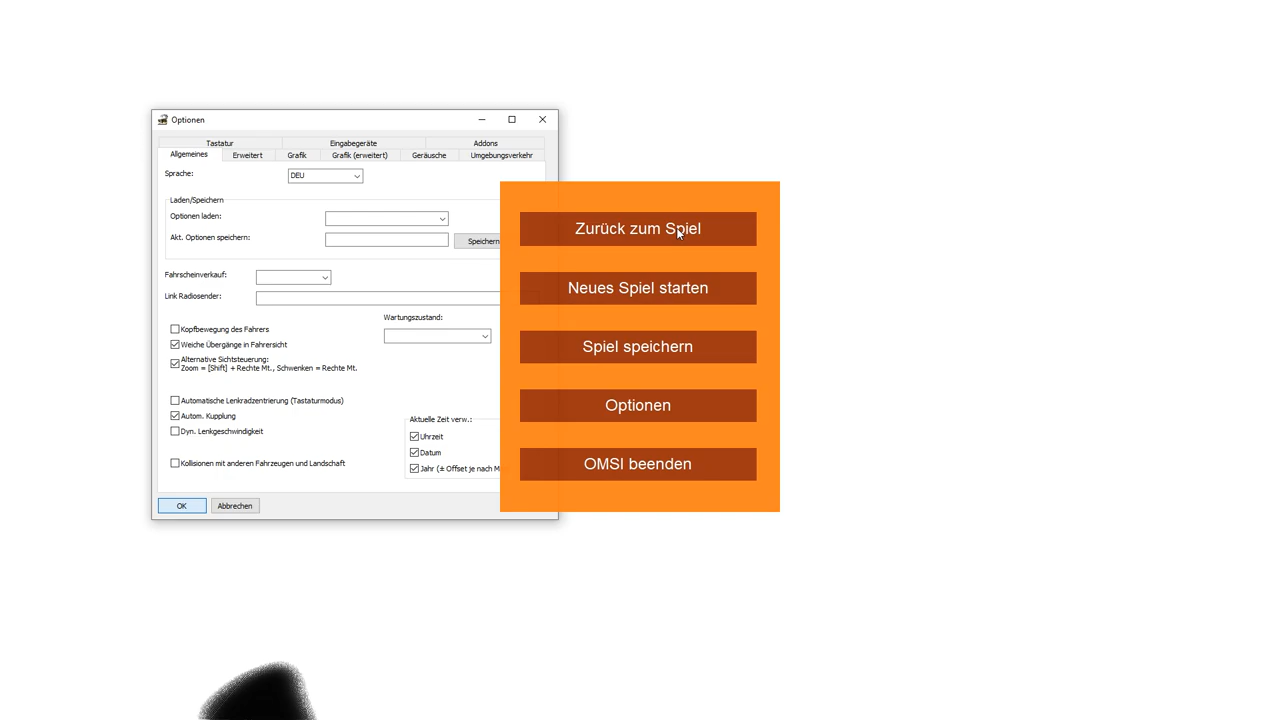 Optionen
Tastatur
Eingabegeräte
Addons
Allgemeines
Erweitert
Grafik
Grafik (erweitert)
Geräusche
Umgebungsverkehr
Sprache:
DEU
Laden/Speichern
Optionen laden:
Akt. Optionen speichern:
Speichern
Fahrscheinverkauf:
Link Radiosender:
Wartungszustand:
Kopfbewegung des Fahrers
Weiche Übergänge in Fahrersicht
Alternative Sichtsteuerung:
Zoom = [Shift] + Rechte Mt., Schwenken = Rechte Mt.
Automatische Lenkradzentrierung (Tastaturmodus)
Autom. Kupplung
Dyn. Lenkgeschwindigkeit
Kollisionen mit anderen Fahrzeugen und Landschaft
Aktuelle Zeit verw.:
Uhrzeit
Datum
Jahr (± Offset je nach M
OK
Abbrechen
Zurück zum Spiel
Neues Spiel starten
Spiel speichern
Optionen
OMSI beenden